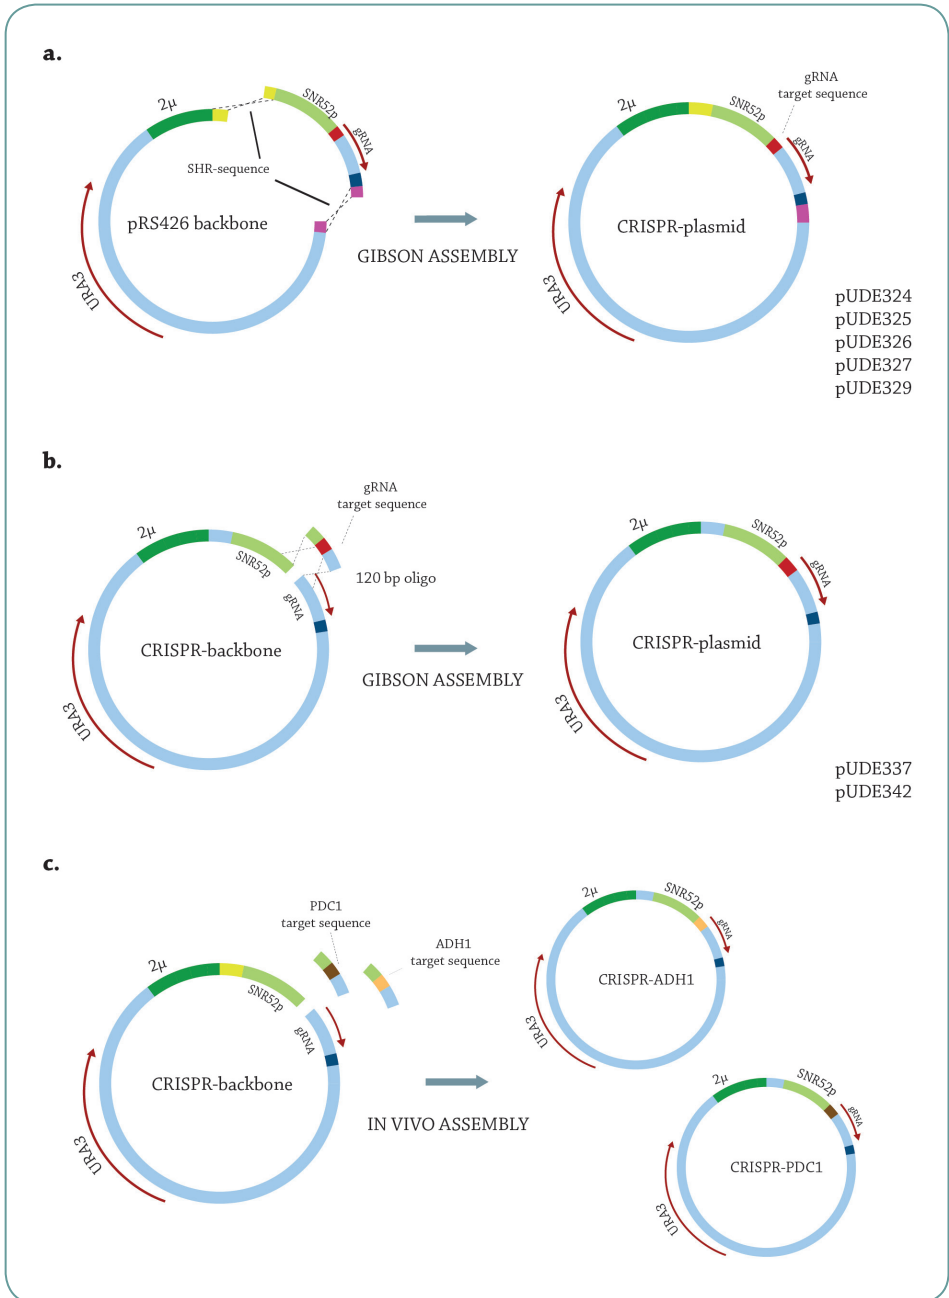 a.
2μ
SNR52p
gRNA
SHR-sequence
pRS426 backbone
URA3
GIBSON ASSEMBLY
gRNA
target sequence
2μ
SNR52p
gRNA
CRISPR-plasmid
URA3
pUDE324
pUDE325
pUDE326
pUDE327
pUDE329
b.
gRNA
target sequence
2μ
SNR52p
120 bp oligo
gRNA
CRISPR-backbone
URA3
GIBSON ASSEMBLY
2μ
SNR52p
gRNA
CRISPR-plasmid
URA3
pUDE337
pUDE342
c.
PDC1
target sequence
ADH1
target sequence
2μ
SNR52p
gRNA
CRISPR-backbone
URA3
IN VIVO ASSEMBLY
2μ
SNR52p
gRNA
CRISPR-ADH1
URA3
2μ
SNR52p
gRNA
CRISPR-PDC1
URA3